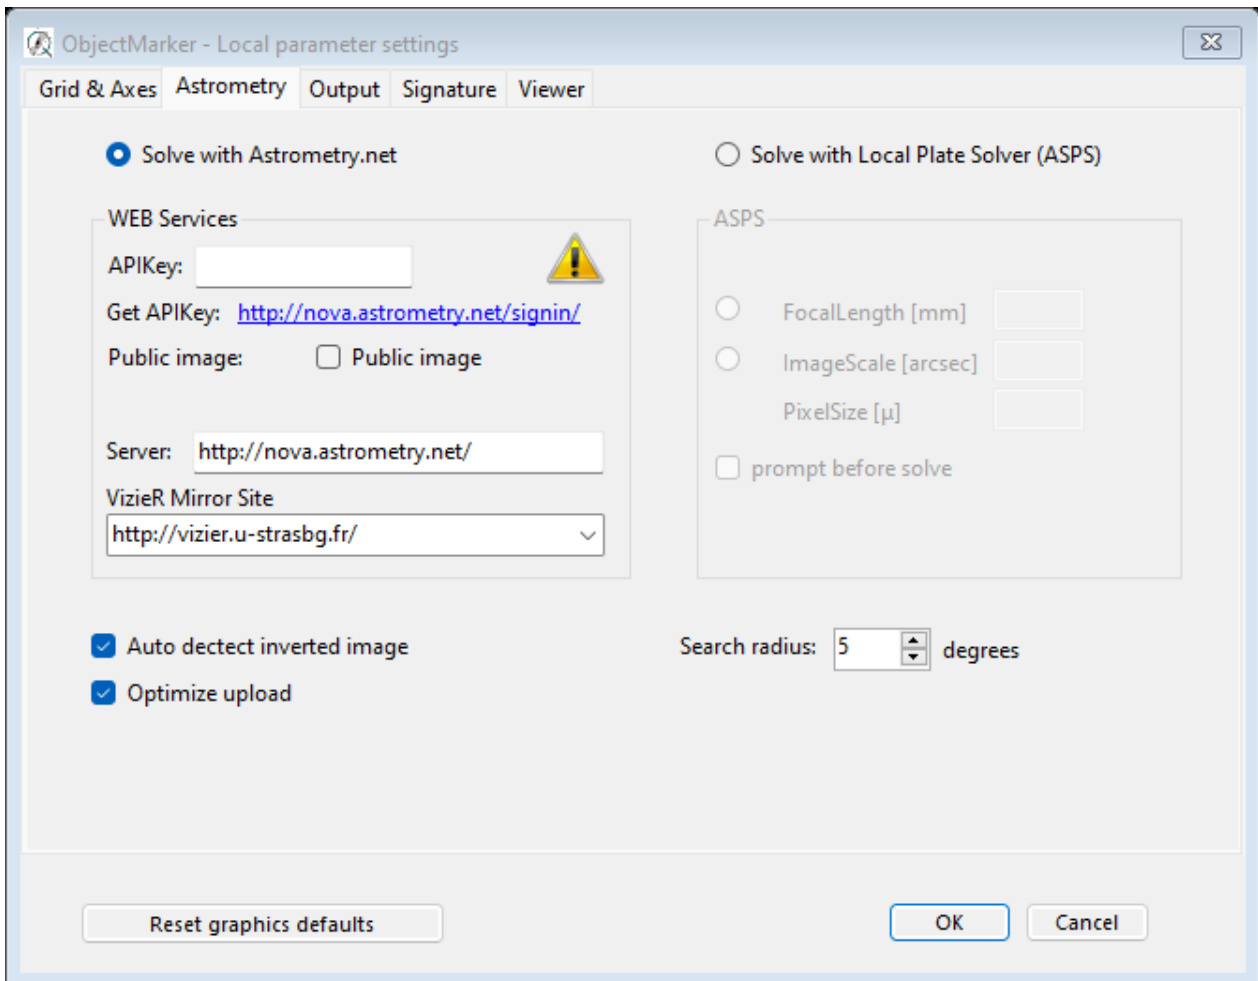 ObjectMarker - Local parameter settings
Grid & Axes Astrometry Output Signature Viewer
Solve with Astrometry.net
Solve with Local Plate Solver (ASPS)
WEB Services
APIKey:
Get APIKey: http://nova.astrometry.net/signin/
Public image: Public image
Server: http://nova.astrometry.net/
VizieR Mirror Site
http://vizier.u-strasbg.fr/
ASPS
FocalLength [mm]
ImageScale [arcsec]
PixelSize [µ]
prompt before solve
Auto dectect inverted image
Optimize upload
Search radius: 5 degrees
Reset graphics defaults
OK
Cancel